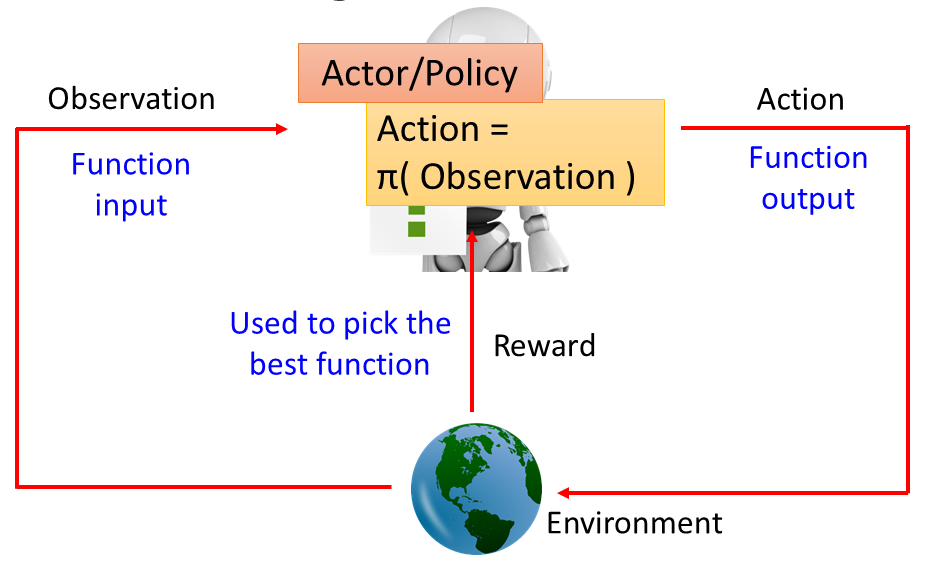 Actor/Policy
Observation
Action
Action =
π( Observation )
Function
input
Function
output
Used to pick the
best function
Reward
Environment